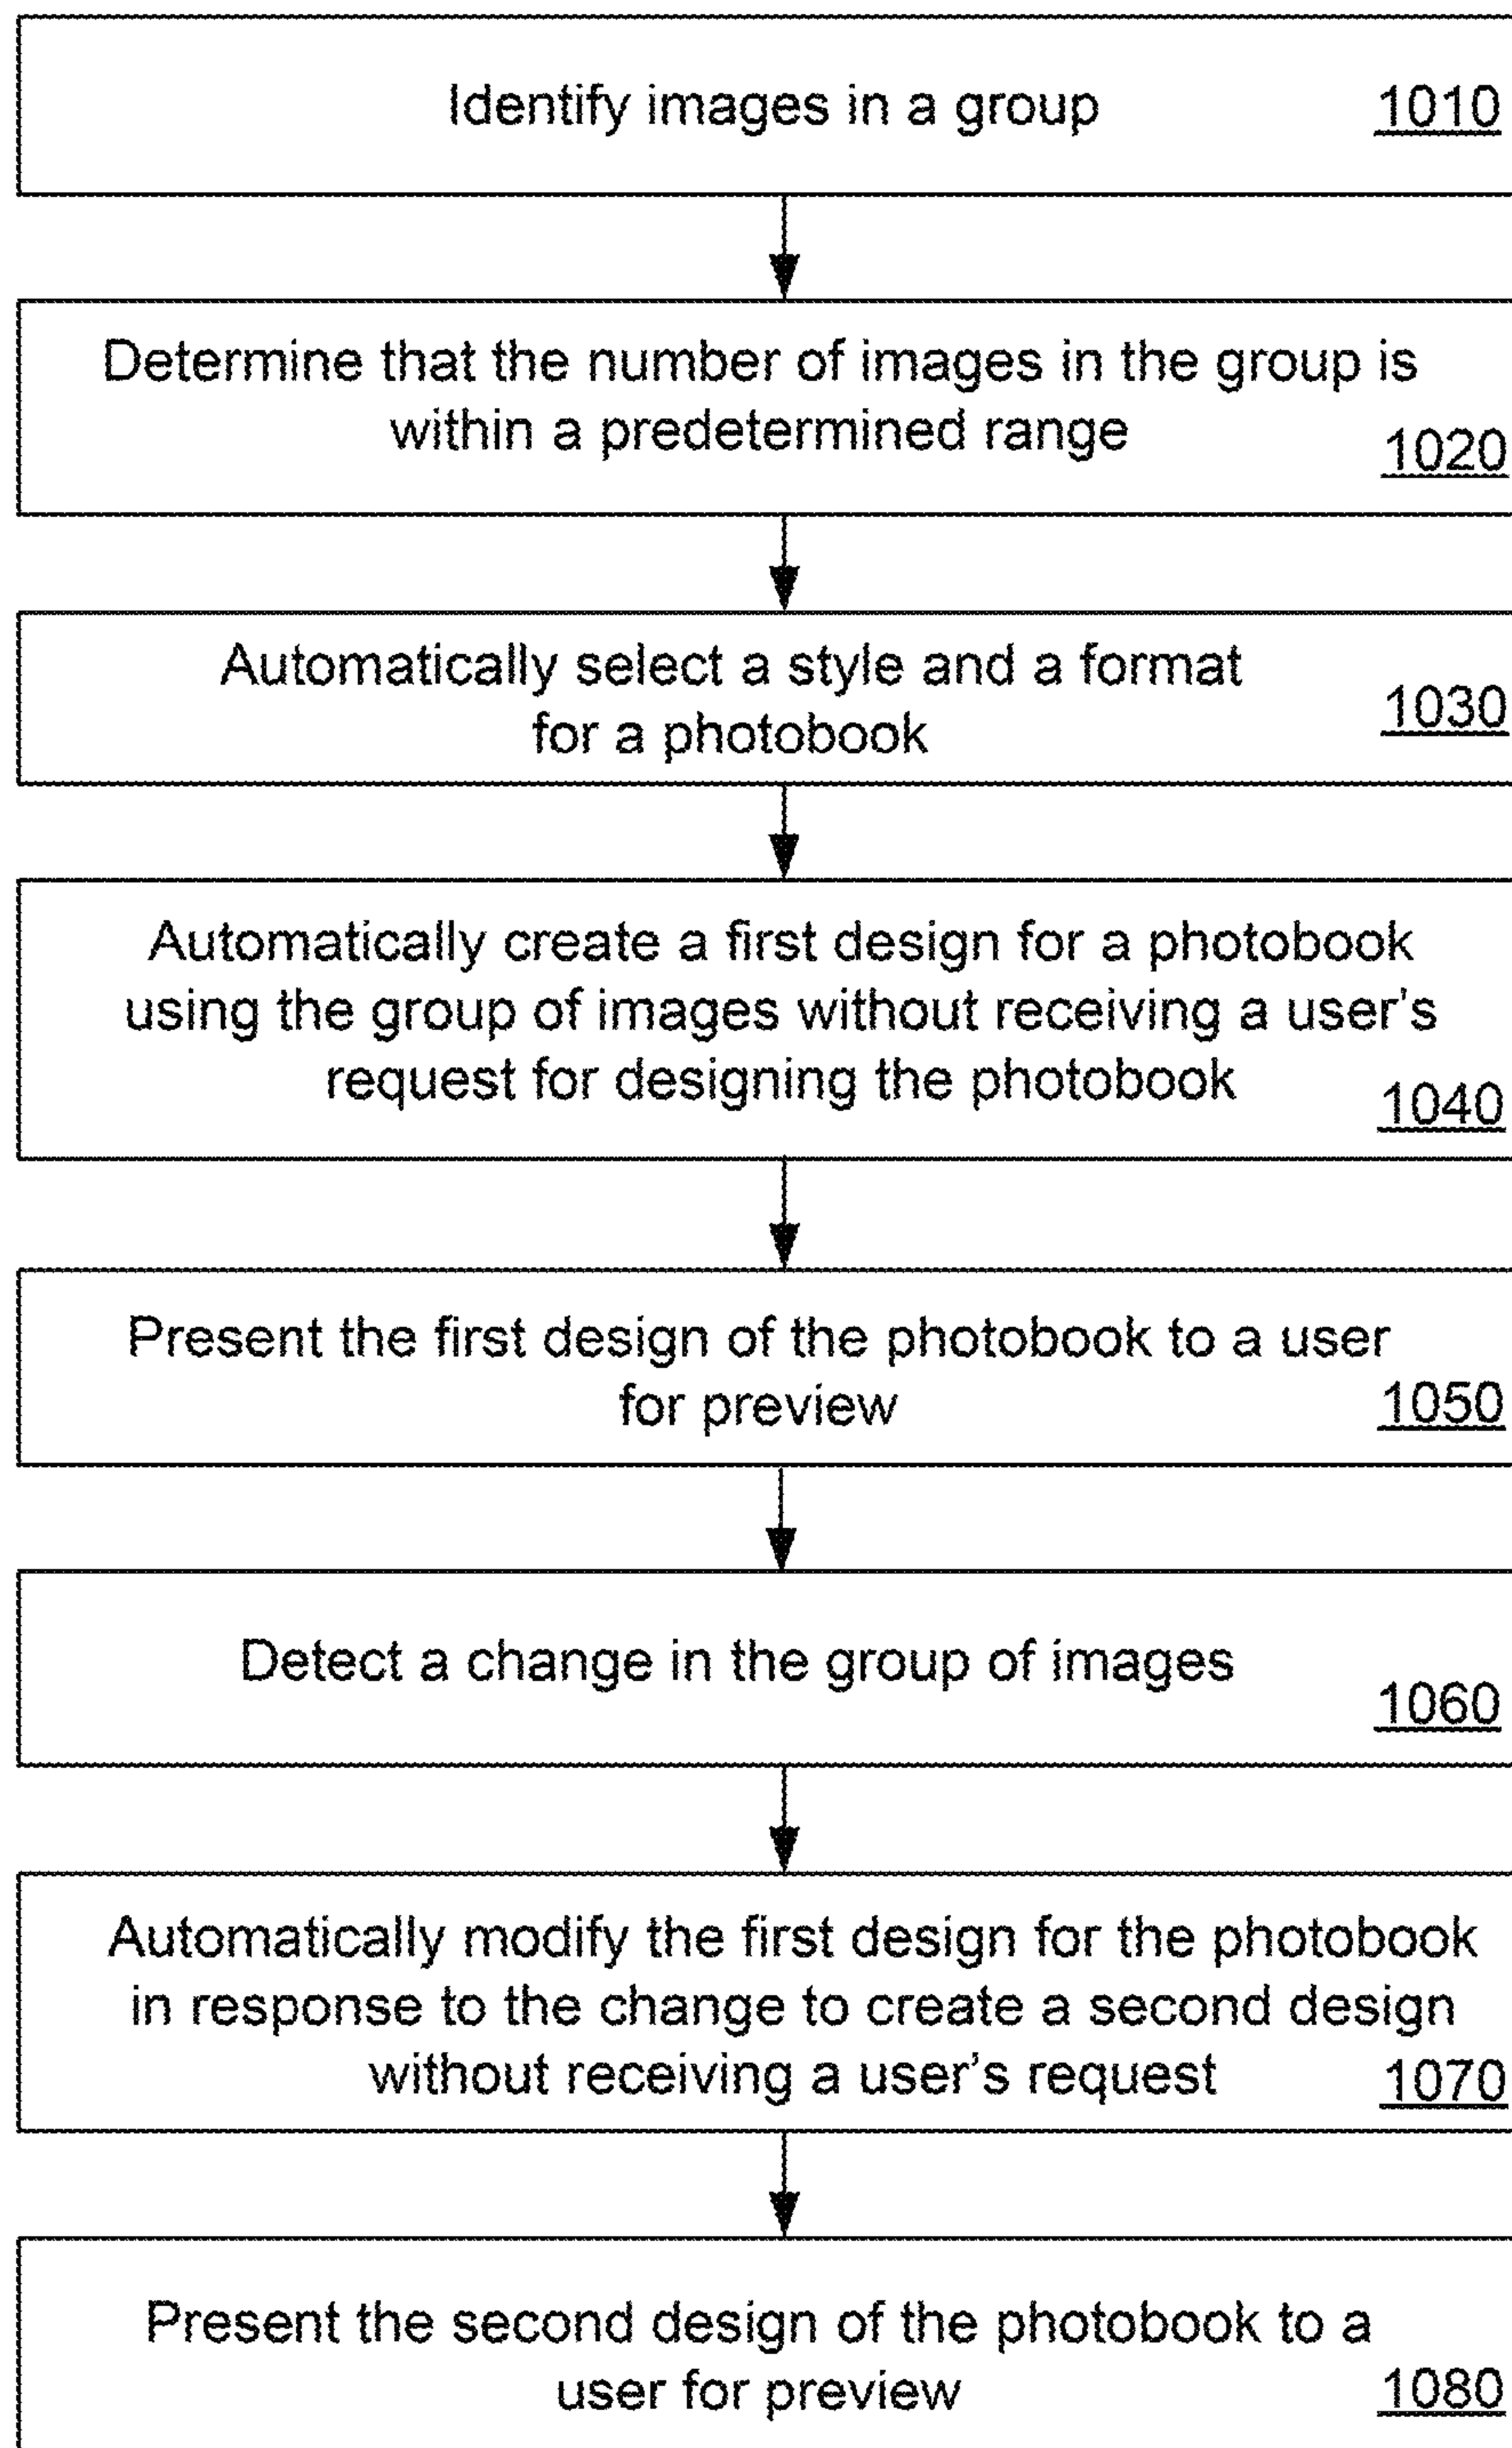 Identify images in a group 1010
Determine that the number of images in the group is
within a predetermined range 1020
Automatically select a style and a format
for a photobook 1030
Automatically create a first design for a photobook
using the group of images without receiving a user's
request for designing the photobook 1040
Present the first design of the photobook to a user
for preview 1050
Detect a change in the group of images 1060
Automatically modify the first design for the photobook
in response to the change to create a second design
without receiving a user's request 1070
Present the second design of the photobook to a
user for preview 1080